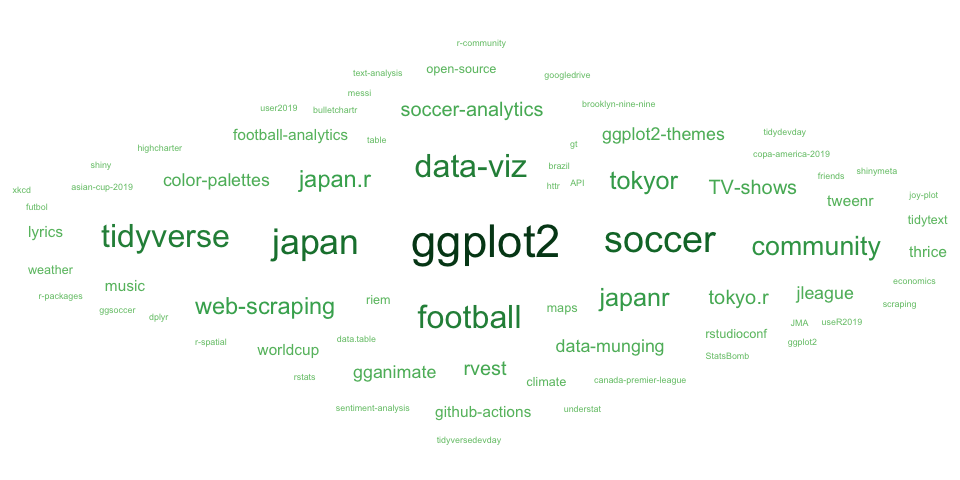 r-community
text-analysis open-source googledrive
messi
user2019 bulletchartr soccer-analytics brooklyn-nine-nine
football-analytics table ggplot2-themes tidydevday
highcharter gt copa-america-2019
shiny data-viz brazil friends shinymeta
xkcd asian-cup-2019 color-palettes japan.r httr API tokyor TV-shows joy-plot
futbol tweenr tidytext
lyrics tidyverse japan ggplot2 soccer community thrice
weather economics
r-packages music web-scraping riem maps japanr tokyo.r jleague scraping
ggsoccer dplyr football JMA useR2019
r-spatial data.table rstudioconf ggplot2
worldcup data-munging StatsBomb
rstats gganimate rvest climate canada-premier-league
sentiment-analysis github-actions understat
tidyversedevday